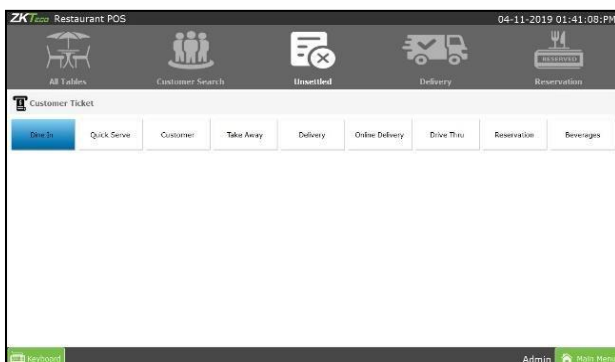 ZKTeco Restaurant POS 04-11-2019 01:41:08:PM
All Tables Customer Search Unsettled Delivery Reservation
RESERVED
Customer Ticket
Dine In Quick Serve Customer Take Away Delivery Online Delivery Drive Thru Reservation Beverages
Keyboard Admin Main Menu